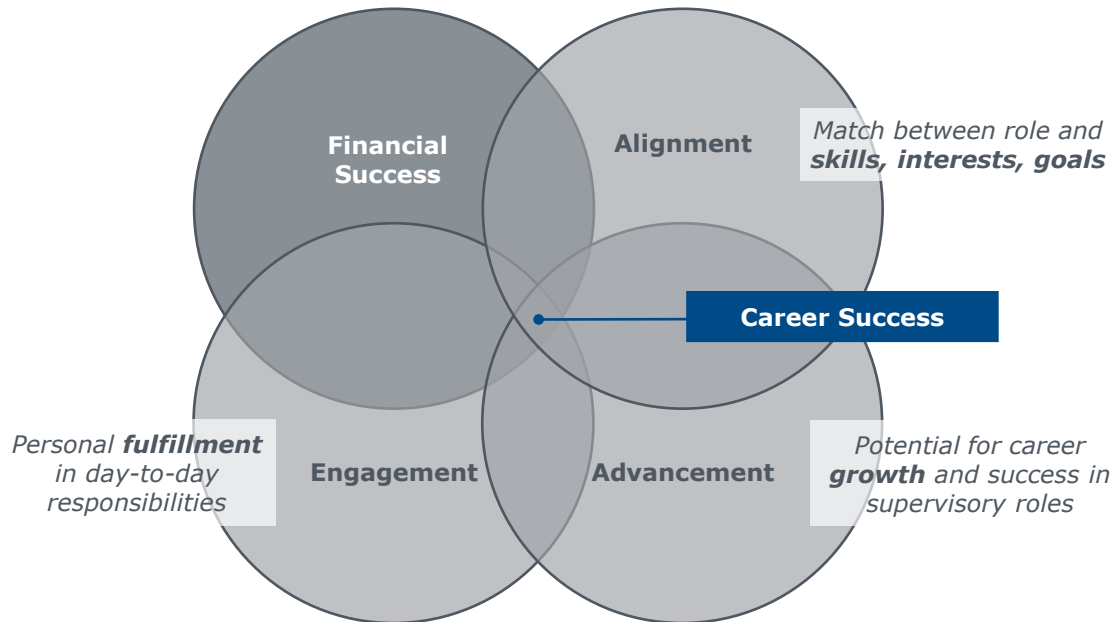 Financial
Success
Alignment
Match between role and
skills, interests, goals
Career Success
Personal fulfillment
in day-to-day
responsibilities
Engagement
Advancement
Potential for career
growth and success in
supervisory roles